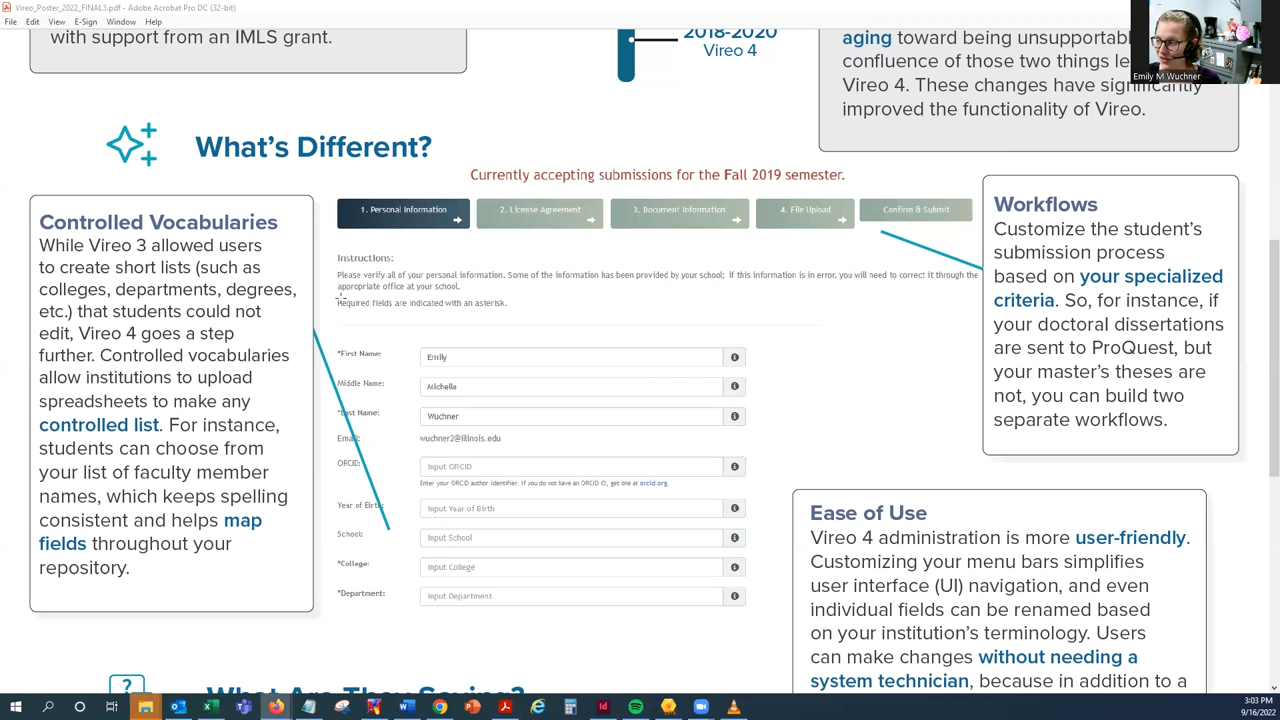 Vireo_Poster_2022_FINAL3.pdf - Adobe Acrobat Pro DC (32-bit)
File Edit View E-Sign Window Help
with support from an IMLS grant.
2018-2020
Vireo 4
aging toward being unsupportab
confluence of those two things le
Vireo 4. These changes have significantly
improved the functionality of Vireo.
Emily M Wuchner
What's Different?
Controlled Vocabularies
While Vireo 3 allowed users
to create short lists (such as
colleges, departments, degrees,
etc.) that students could not
edit, Vireo 4 goes a step
further. Controlled vocabularies
allow institutions to upload
spreadsheets to make any
controlled list. For instance,
students can choose from
your list of faculty member
names, which keeps spelling
consistent and helps map
fields throughout your
repository.
Currently accepting submissions for the Fall 2019 semester.
1. Personal Information
2. License Agreement
3. Document Information
4. File Upload
Confirm & Submit
Instructions:
Please verify all of your personal information. Some of the information has been provided by your school; if this information is in error, you will need to correct it through the
appropriate office at your school.
Required fields are indicated with an asterisk.
*First Name: Emily
Middle Name: Michelle
*Last Name: Wuchner
Email: wuchner2@illinois.edu
ORCID: Input ORCID
Enter your ORCID author identifier. If you do not have an ORCID iD, get one at orcid.org.
Year of Birth: Input Year of Birth
School: Input School
*College: Input College
*Department: Input Department
Workflows
Customize the student's
submission process
based on your specialized
criteria. So, for instance, if
your doctoral dissertations
are sent to ProQuest, but
your master's theses are
not, you can build two
separate workflows.
Ease of Use
Vireo 4 administration is more user-friendly.
Customizing your menu bars simplifies
user interface (UI) navigation, and even
individual fields can be renamed based
on your institution's terminology. Users
can make changes without needing a
system technician, because in addition to a
?
What Are They Saying?
3:03 PM
9/16/2022